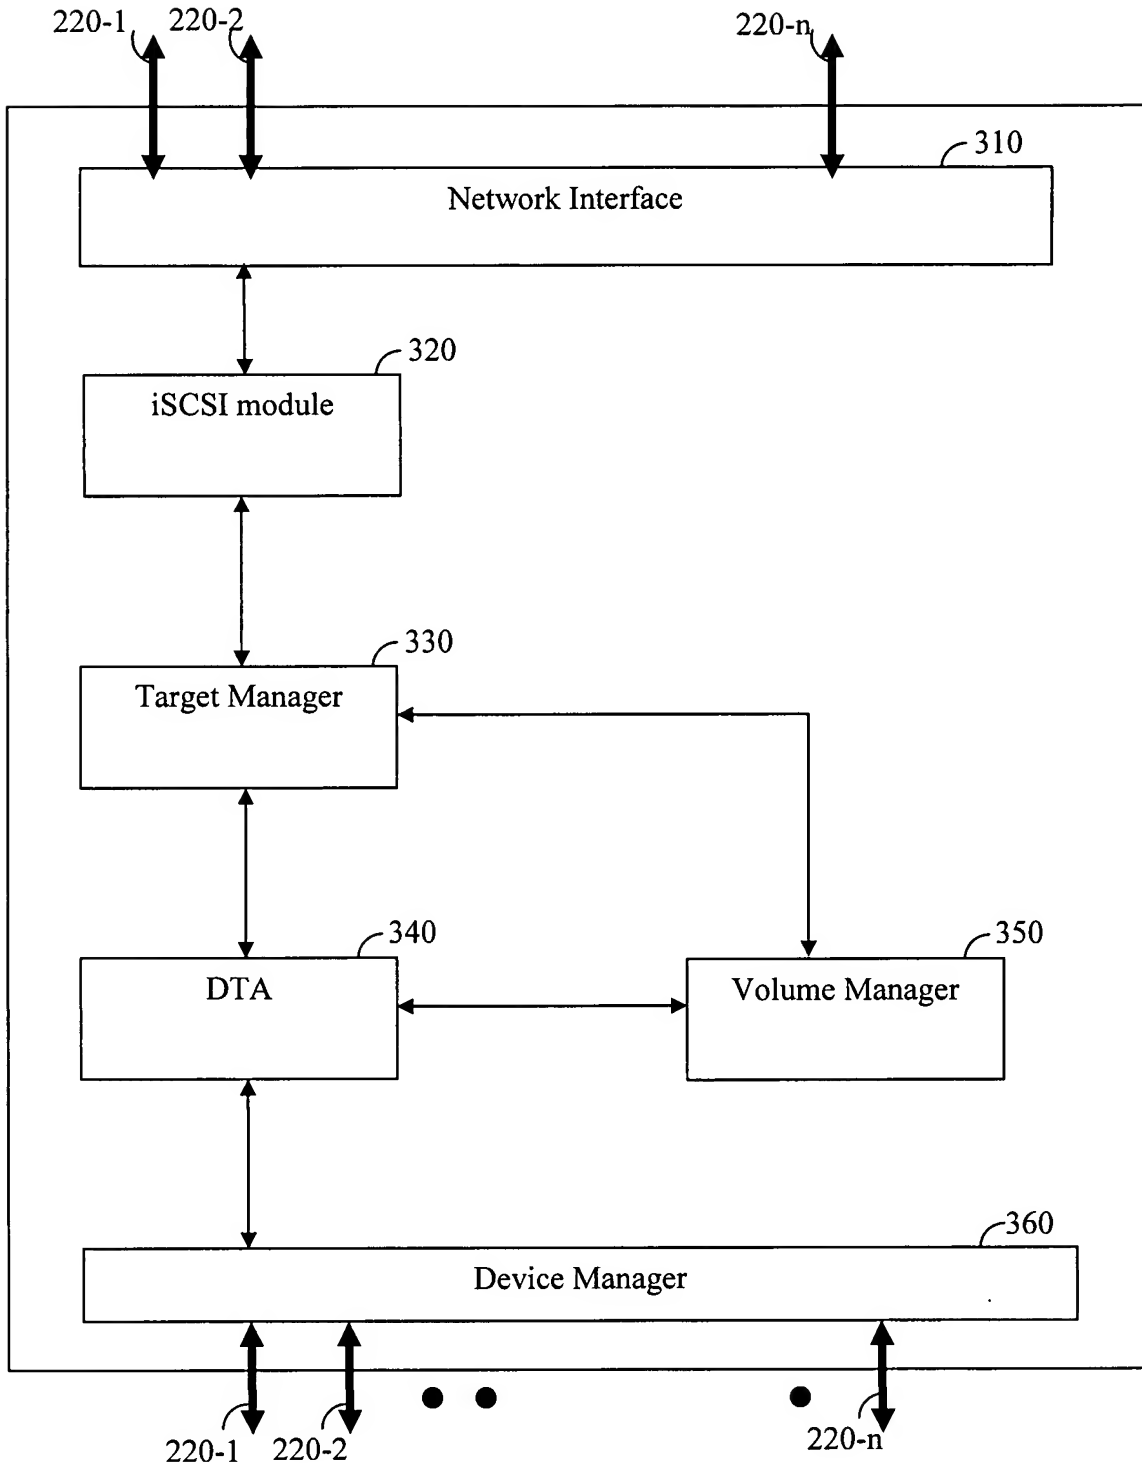 220-1
220-2
220-n
310
Network Interface
320
iSCSI module
330
Target Manager
340
DTA
350
Volume Manager
360
Device Manager
220-1
220-2
220-n